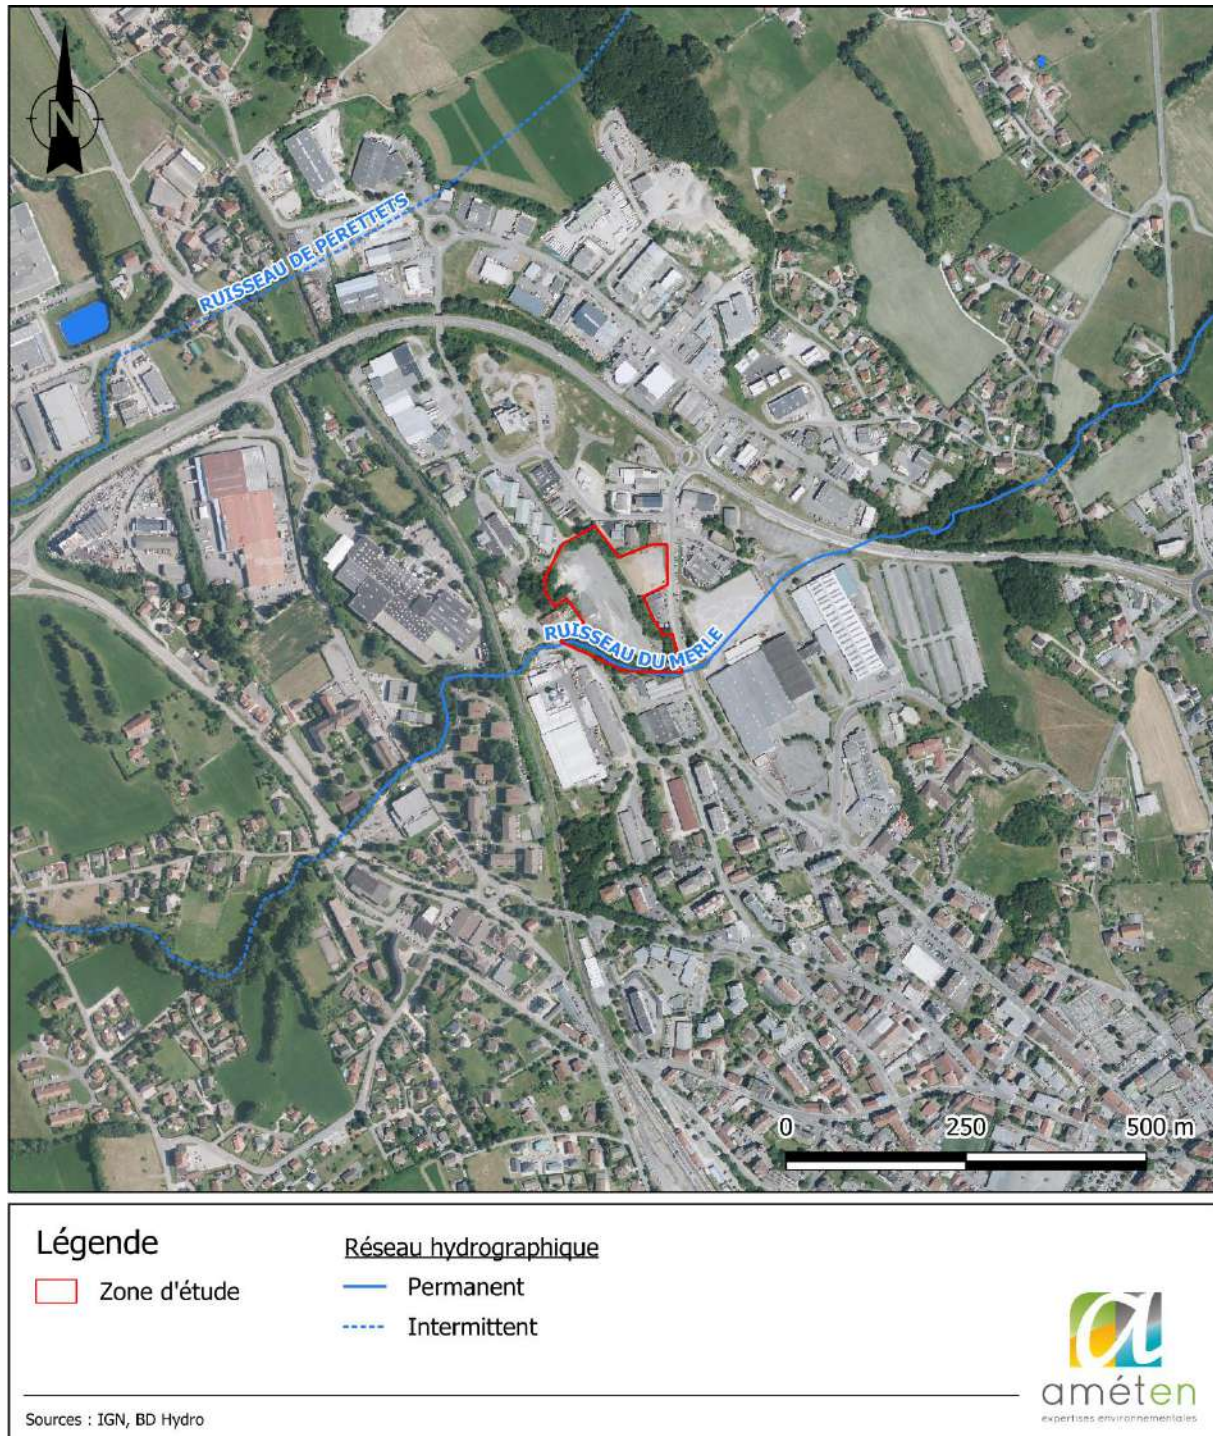 N
RUISSEAU DE PERETTETS
RUISSEAU DU MERLE
0 250 500 m
Légende
Zone d'étude
Réseau hydrographique
Permanent
Intermittent
Sources : IGN, BD Hydro
a
améten
expertises environnementales